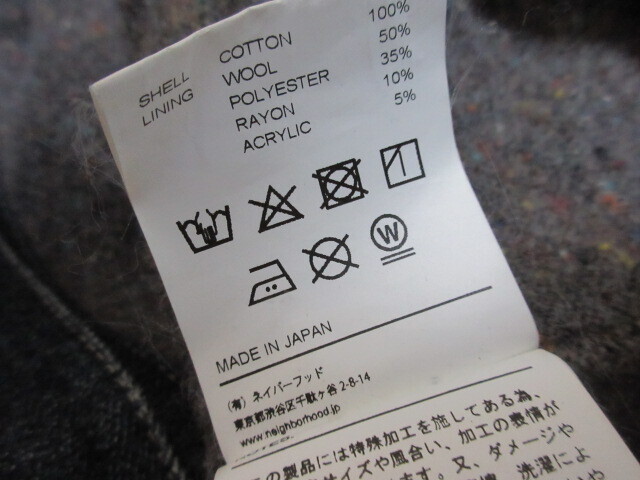 SHELL COTTON 100%
LINING WOOL 50%
POLYESTER 35%
RAYON 10%
ACRYLIC 5%
W
MADE IN JAPAN
(有) ネイバーフッド
東京都渋谷区千駄ヶ谷 2-8-14
www.neighborhood.jp
の製品には特殊加工を施してある為、
サイズや風合い、加工の表情が
ます。又、ダメージや
洗濯によ